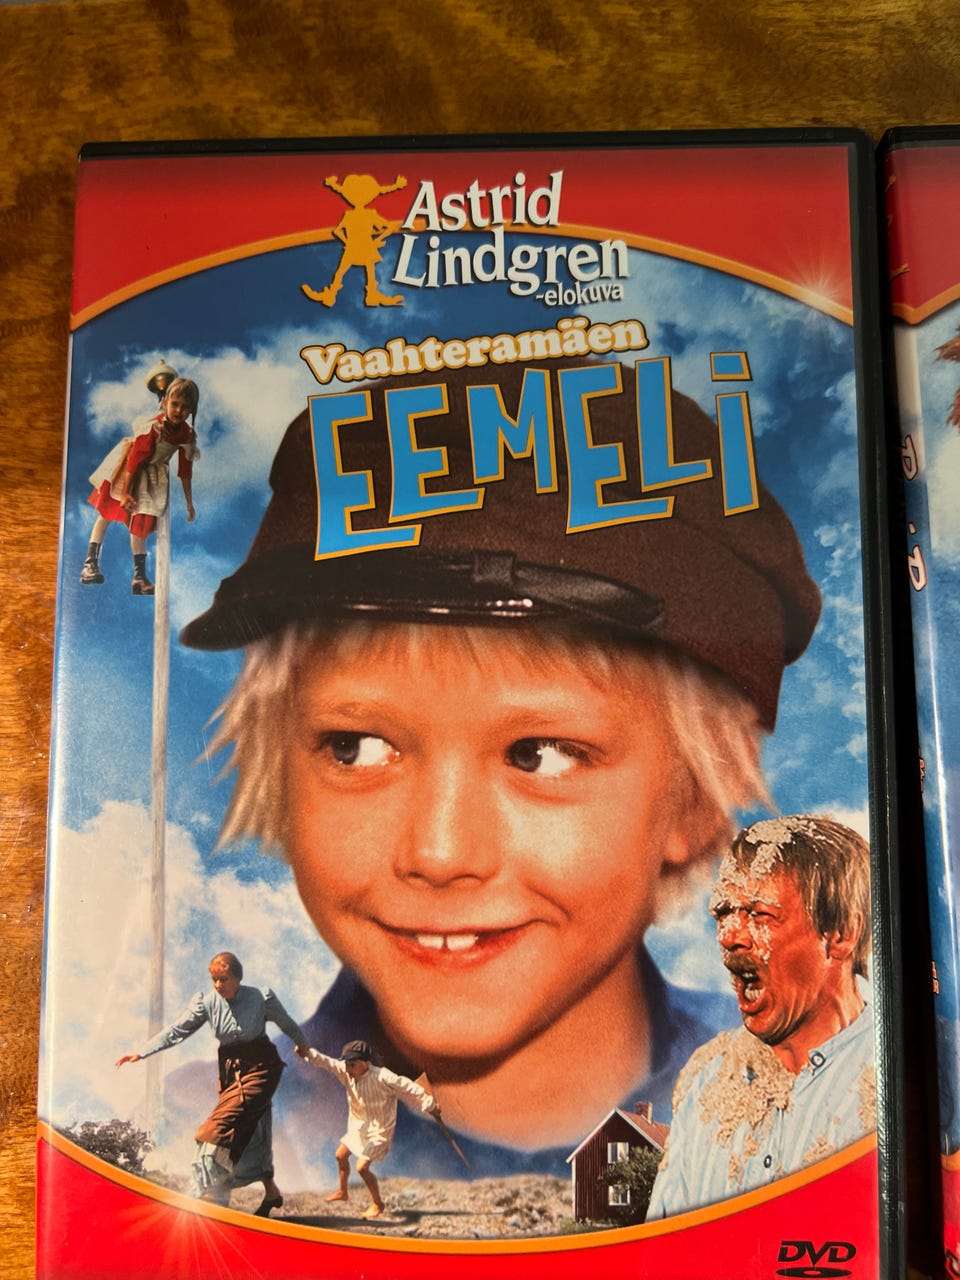 Astrid
Lindgren
-elokuva
Vaahteramäen
EEMELi
DVD